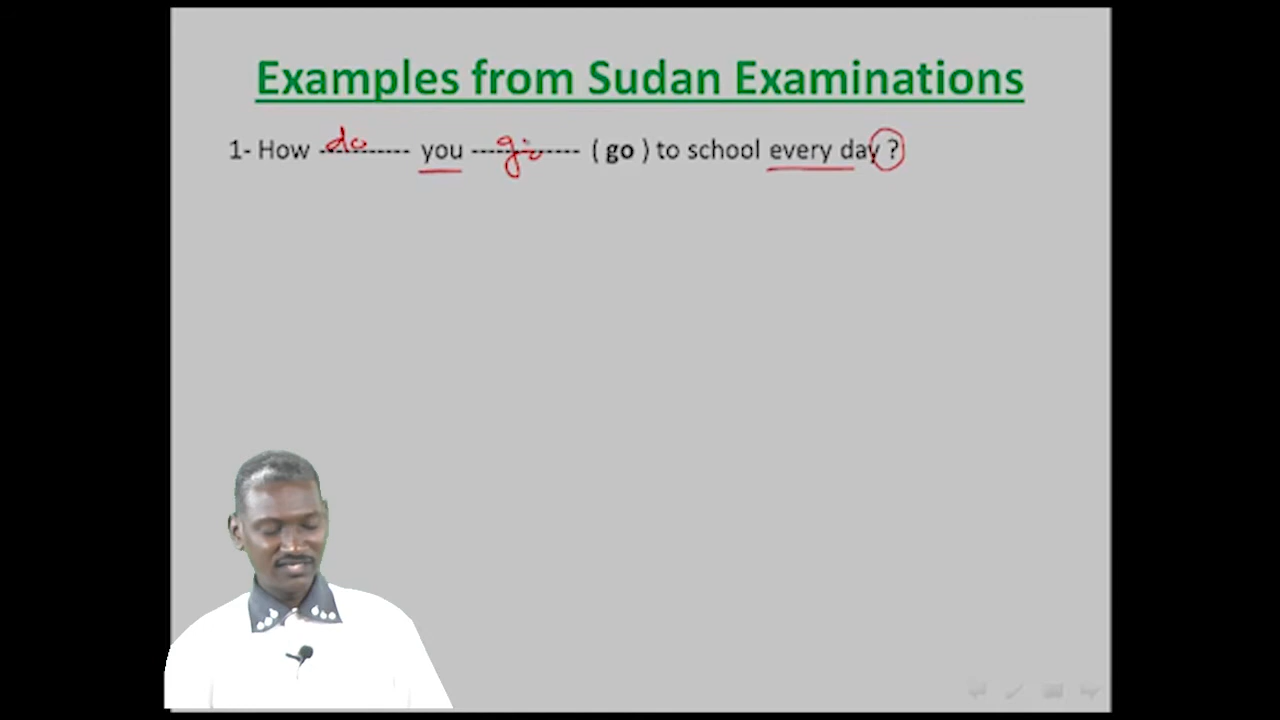 Examples from Sudan Examinations
1- How do you go ( go ) to school every day ?